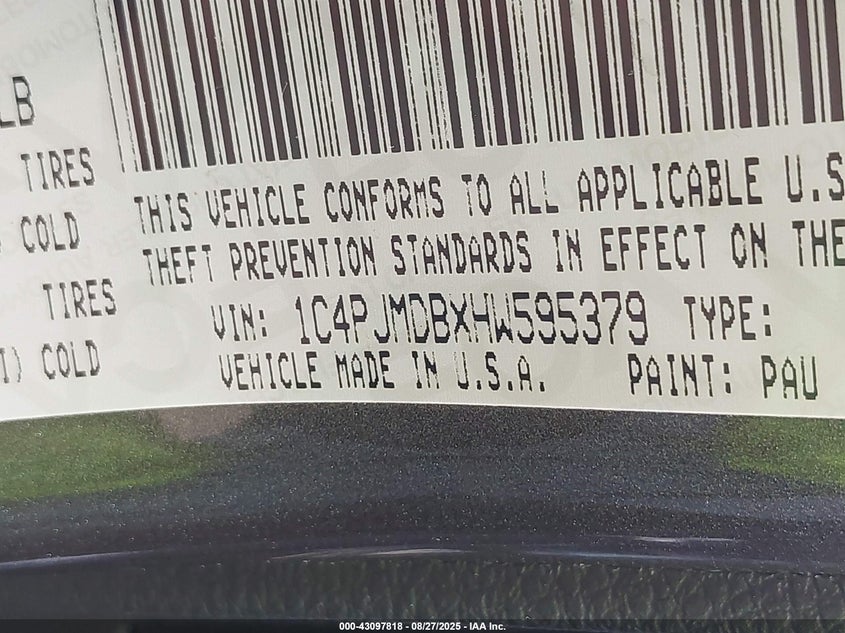 LB
TIRES
COLD
TIRES
I) COLD
THIS VEHICLE CONFORMS TO ALL APPLICABLE U.S
THEFT PREVENTION STANDARDS IN EFFECT ON THE
VIN: 1C4PJMDBXHW595379 TYPE:
VEHICLE MADE IN U.S.A. PAINT: PAU
000-43097818 - 08/27/2025 - IAA Inc.